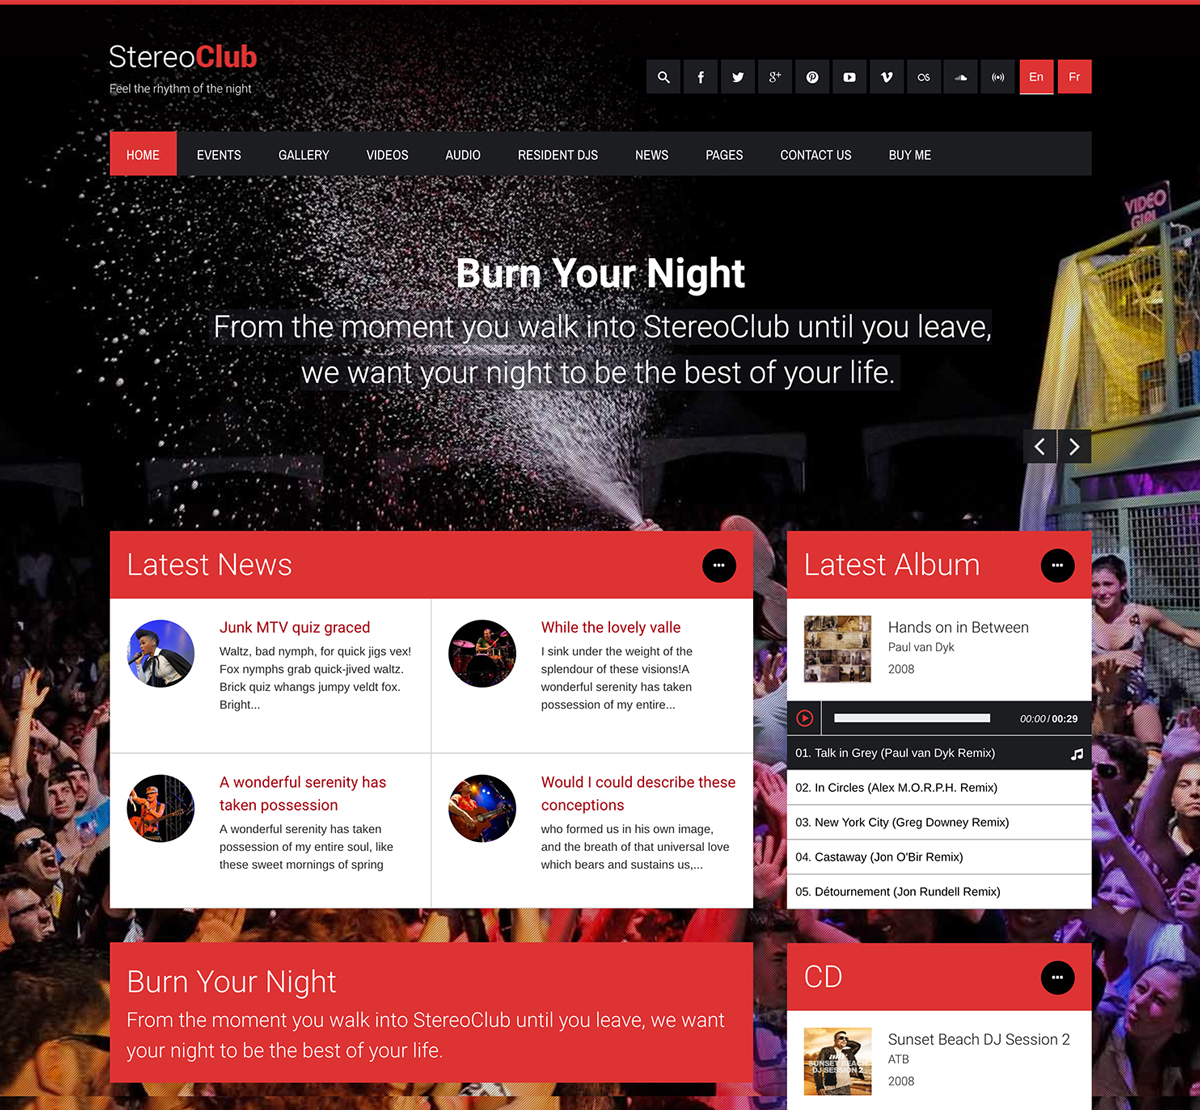 StereoClub
Feel the rhythm of the night
En
Fr
HOME
EVENTS
GALLERY
VIDEOS
AUDIO
RESIDENT DJS
NEWS
PAGES
CONTACT US
BUY ME
VIDEO
GIRL
Burn Your Night
From the moment you walk into StereoClub until you leave,
we want your night to be the best of your life.
Latest News
Junk MTV quiz graced
Waltz, bad nymph, for quick jigs vex!
Fox nymphs grab quick-jived waltz.
Brick quiz whangs jumpy veldt fox.
Bright...
While the lovely valle
I sink under the weight of the
splendour of these visions!A
wonderful serenity has taken
possession of my entire...
A wonderful serenity has
taken possession
A wonderful serenity has taken
possession of my entire soul, like
these sweet mornings of spring
Would I could describe these
conceptions
who formed us in his own image,
and the breath of that universal love
which bears and sustains us,...
Latest Album
Hands on in Between
Paul van Dyk
2008
00:00 / 00:29
01. Talk in Grey (Paul van Dyk Remix)
02. In Circles (Alex M.O.R.P.H. Remix)
03. New York City (Greg Downey Remix)
04. Castaway (Jon O'Bir Remix)
05. Détournement (Jon Rundell Remix)
Burn Your Night
From the moment you walk into StereoClub until you leave, we want
your night to be the best of your life.
CD
SUNSET BEACH
DJ SESSION 2
Sunset Beach DJ Session 2
ATB
2008